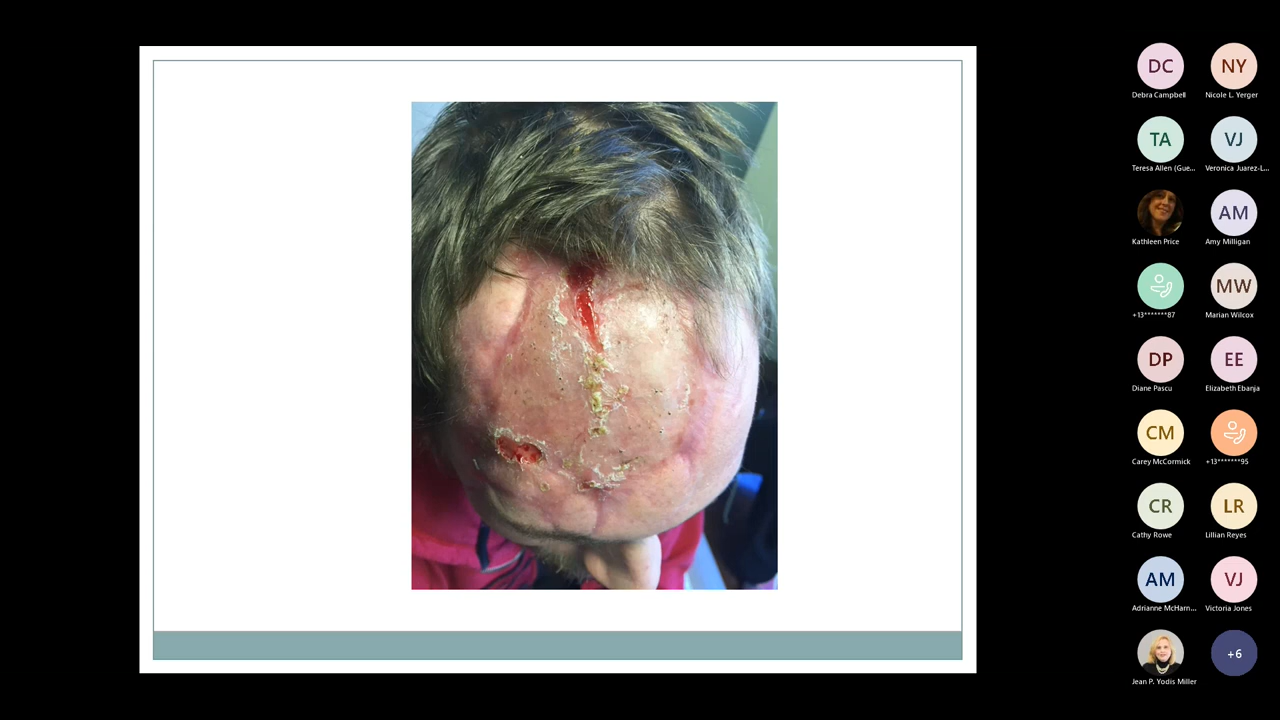 DC
NY
Debra Campbell
Nicole L. Yerger
TA
VJ
Teresa Allen (Gue...
Veronica Juarez-L...
AM
Kathleen Price
Amy Milligan
MW
+13*******87
Marian Wilcox
DP
EE
Diane Pascu
Elizabeth Ebanja
CM
Carey McCormick
+13*******95
CR
LR
Cathy Rowe
Lillian Reyes
AM
VJ
Adrianne McHarn...
Victoria Jones
+6
Jean P. Yodis Miller